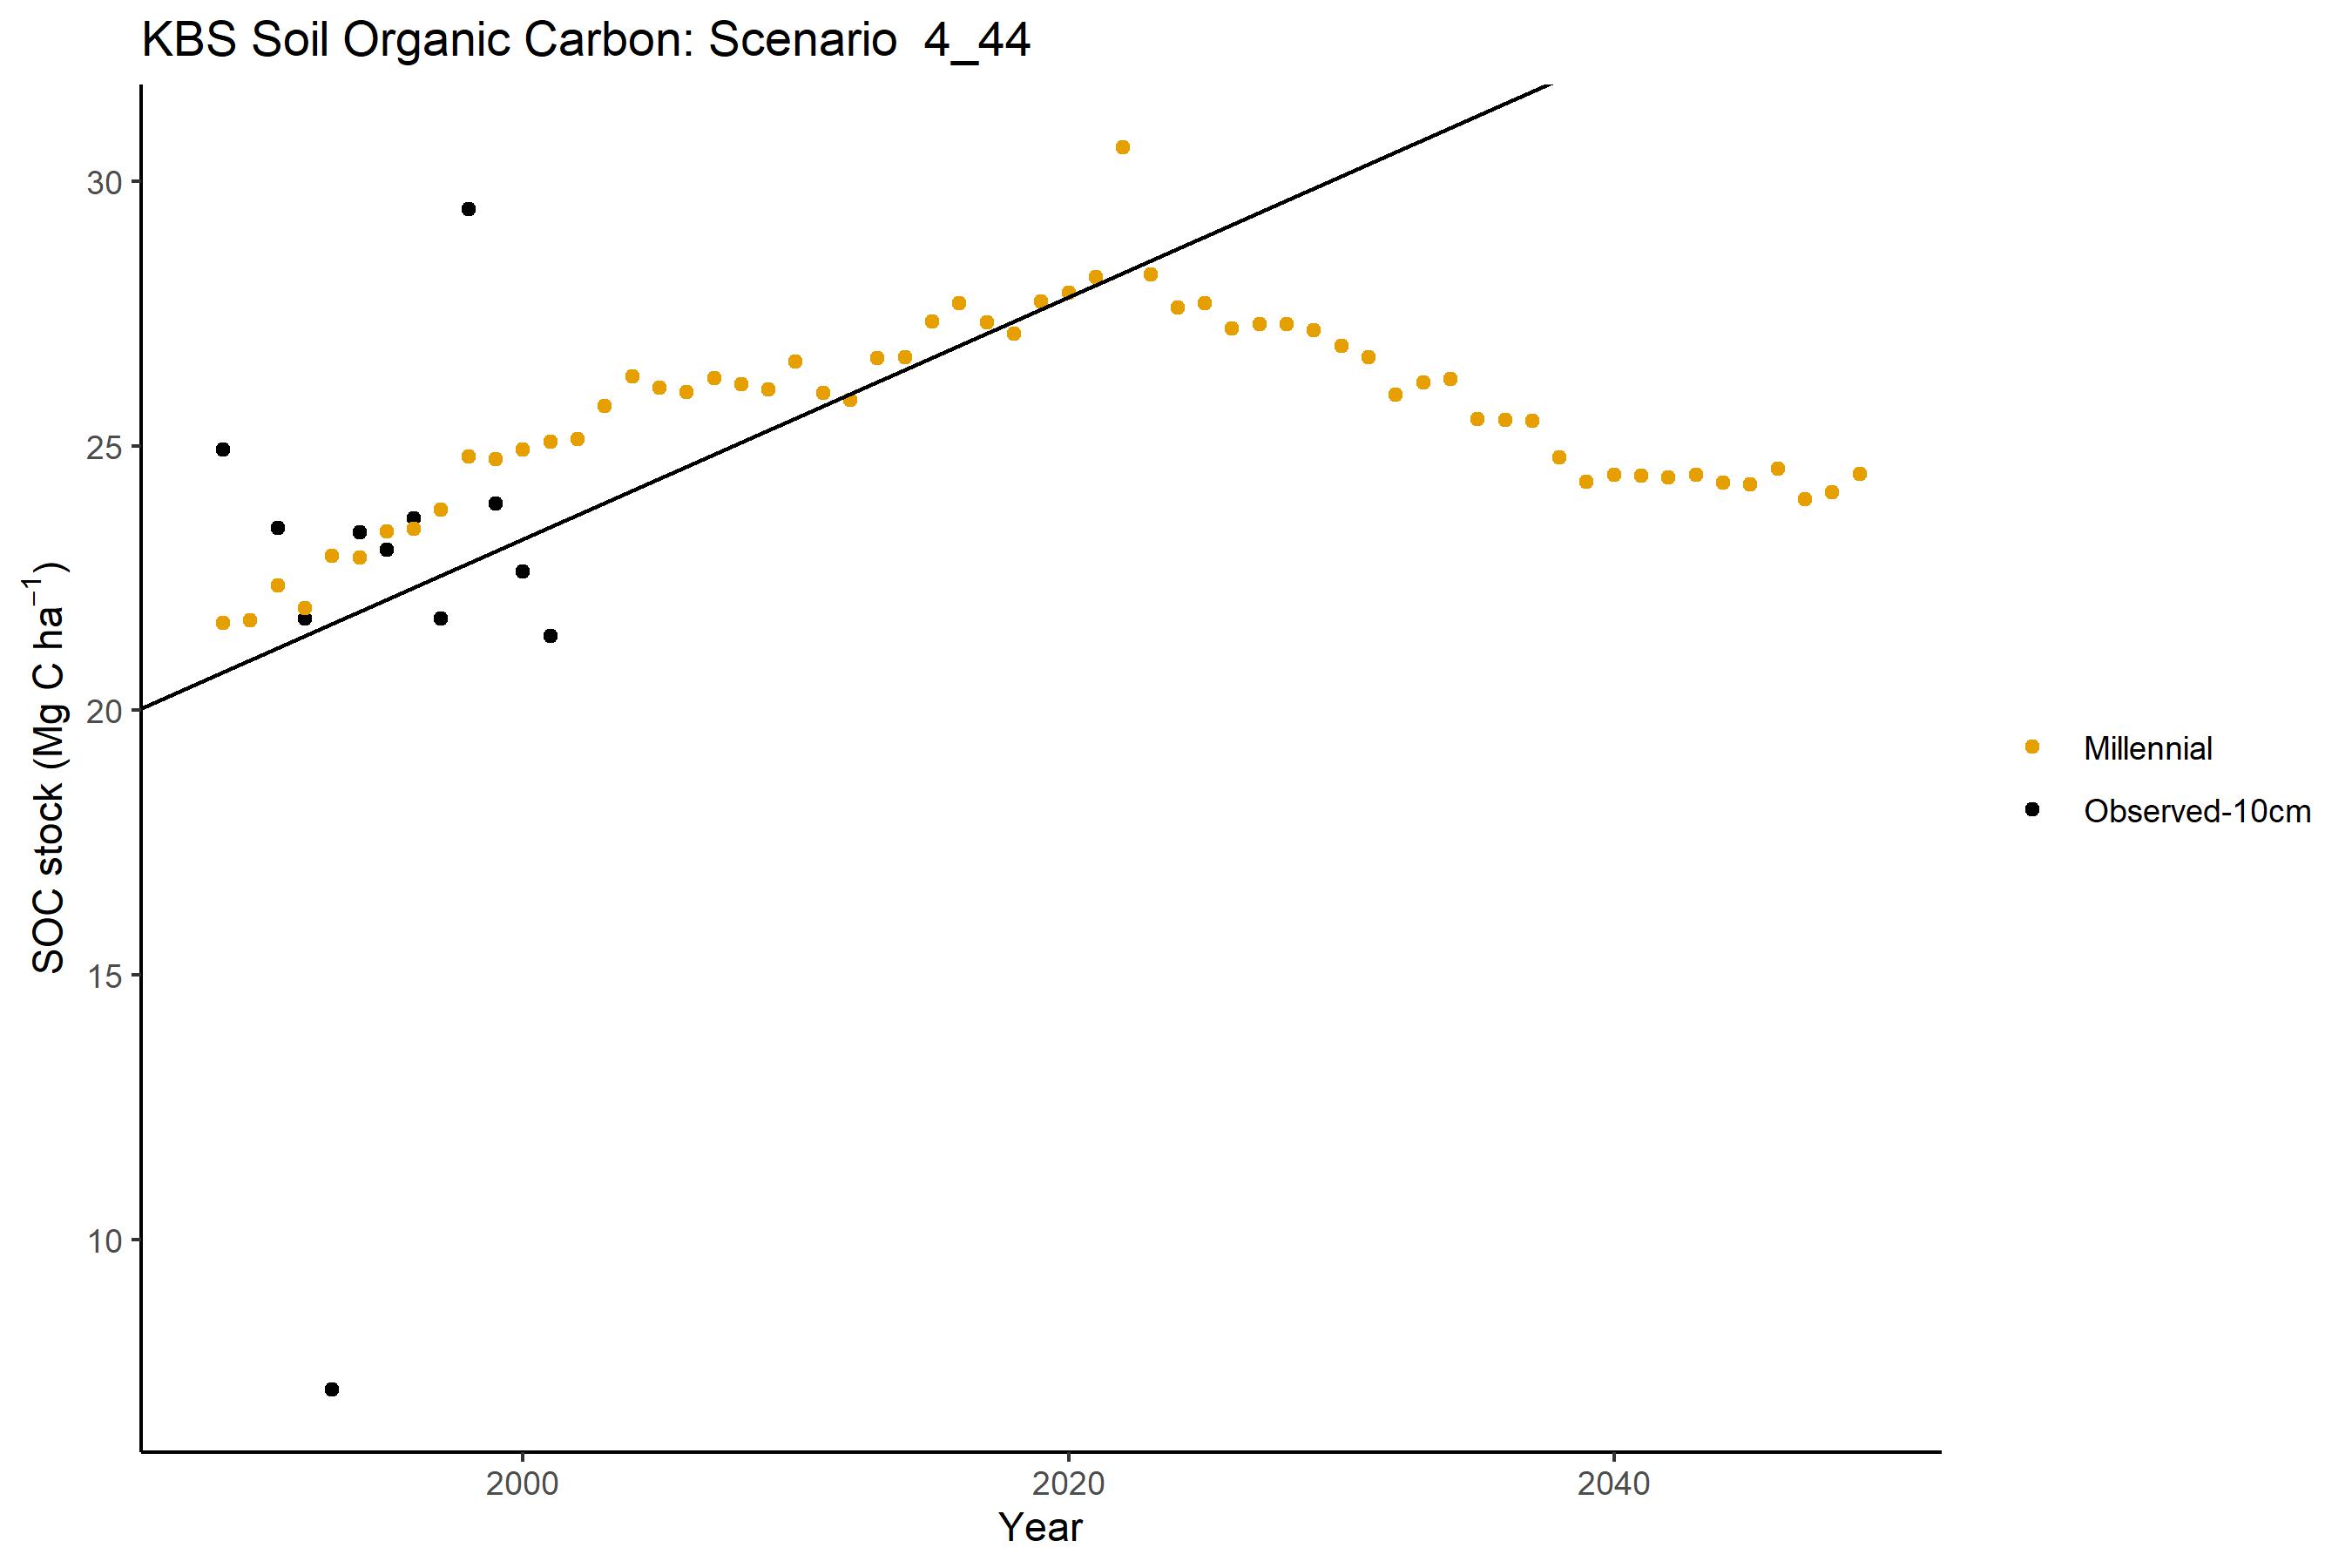 KBS Soil Organic Carbon: Scenario  4_44
SOC stock (Mg C ha⁻¹)
30
25
20
15
10
2000
2020
2040
Year
Millennial
Observed-10cm